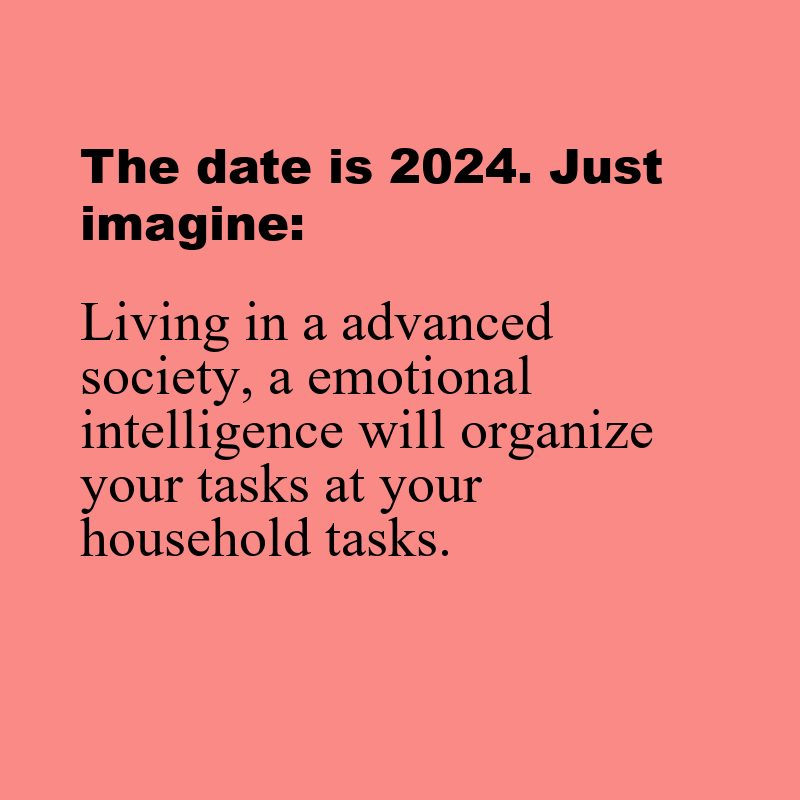 The date is 2024. Just
imagine:
Living in a advanced
society, a emotional
intelligence will organize
your tasks at your
household tasks.